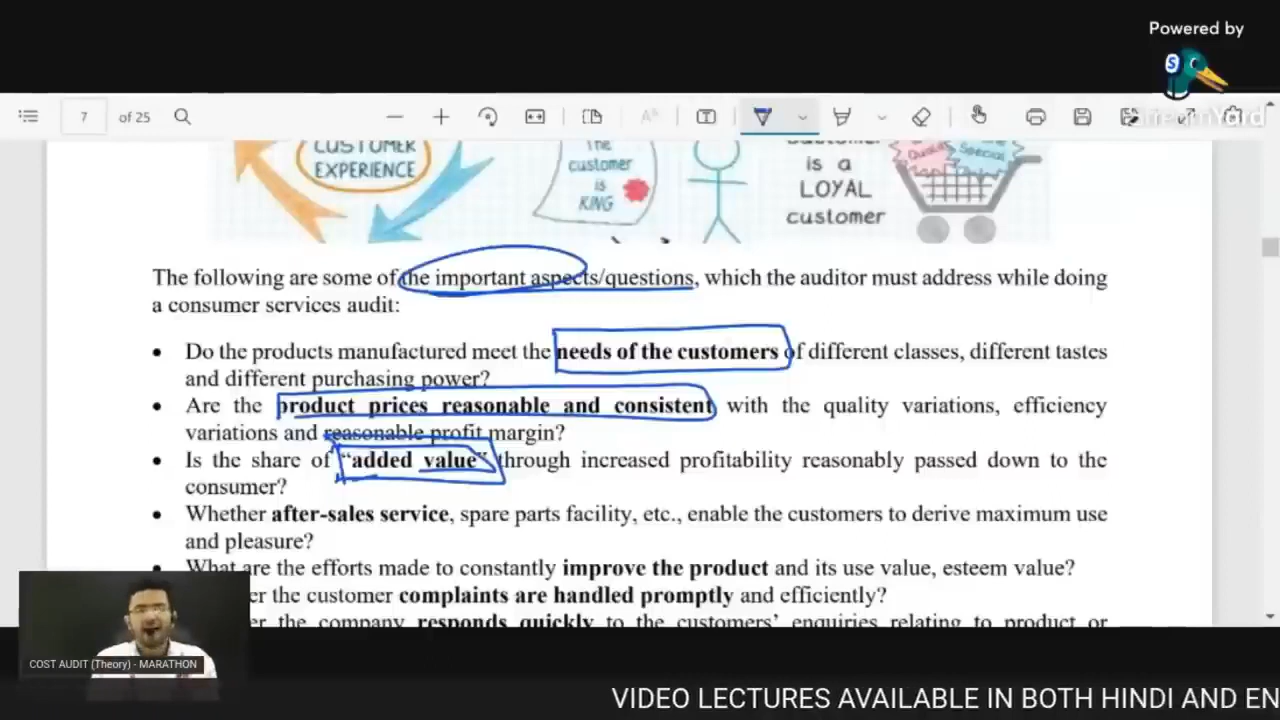 Powered by
S
StreamYard
7 of 25
CUSTOMER
EXPERIENCE
The
customer
is
KING
customer
is a
LOYAL
customer
Quality
Special
The following are some of the important aspects/questions, which the auditor must address while doing
a consumer services audit:
• Do the products manufactured meet the needs of the customers of different classes, different tastes
and different purchasing power?
• Are the product prices reasonable and consistent with the quality variations, efficiency
variations and reasonable profit margin?
• Is the share of “added value” through increased profitability reasonably passed down to the
consumer?
• Whether after-sales service, spare parts facility, etc., enable the customers to derive maximum use
and pleasure?
• What are the efforts made to constantly improve the product and its use value, esteem value?
er the customer complaints are handled promptly and efficiently?
er the company responds quickly to the customers’ enquiries relating to product or
COST AUDIT (Theory) - MARATHON
VIDEO LECTURES AVAILABLE IN BOTH HINDI AND EN